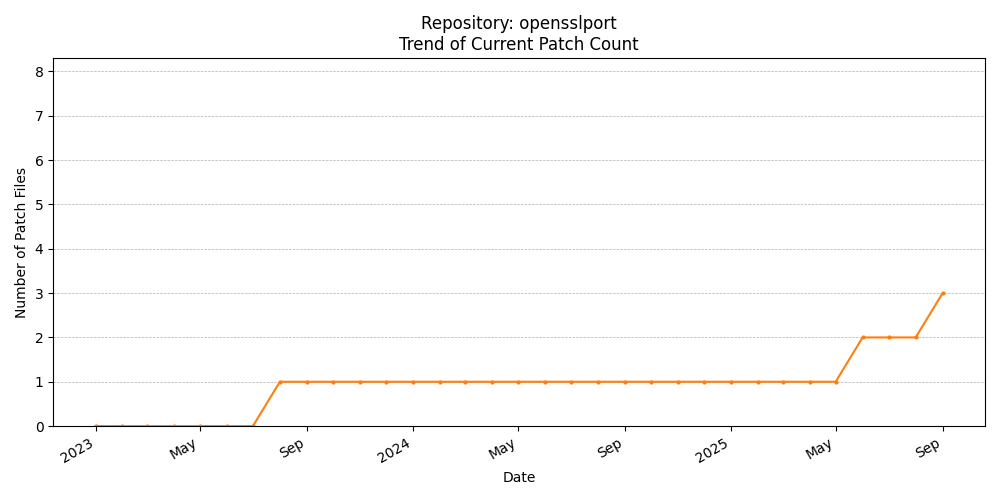 Repository: opensslport
Trend of Current Patch Count
8
7
6
5
4
3
2
1
0
Number of Patch Files
2023
May
Sep
2024
May
Sep
2025
May
Sep
Date